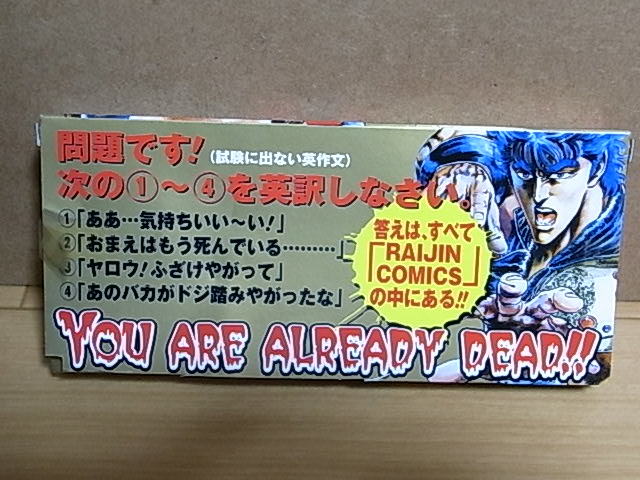 問題です!(試験に出ない英作文)
次の①～④を英訳しなさい。
①「ああ…気持ちいい～い!」
②「おまえはもう死んでいる………」
③「ヤロウ!ふざけやがって」
④「あのバカがドジ踏みやがったな」
答えは、すべて
「RAIJIN
COMICS」
の中にある!!
YOU ARE ALREADY DEAD!!